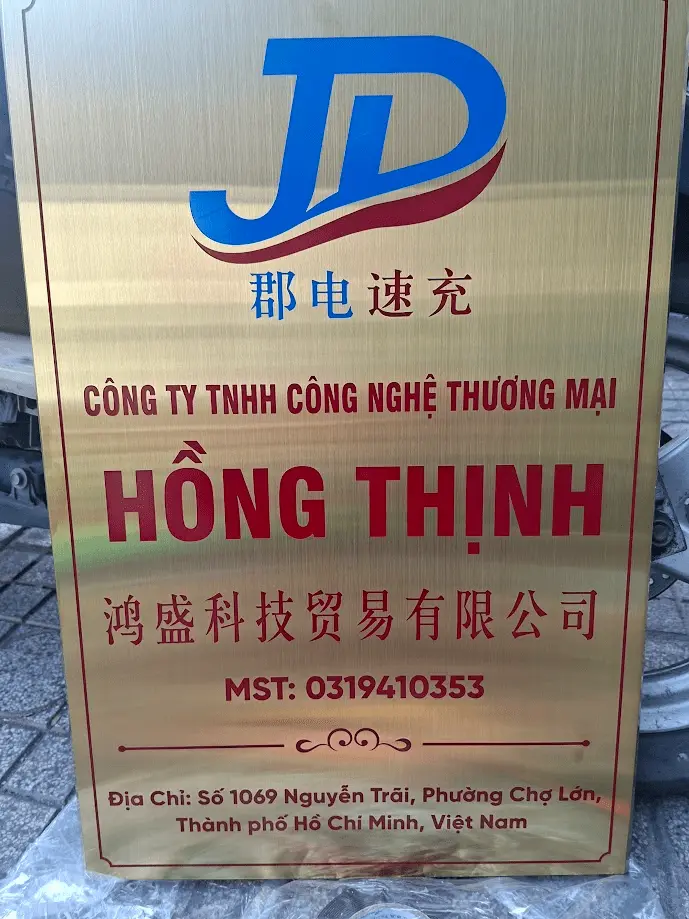 JD
郡电速充
CÔNG TY TNHH CÔNG NGHỆ THƯƠNG MẠI
HỒNG THỊNH
鸿盛科技贸易有限公司
MST: 0319410353
Địa Chỉ: Số 1069 Nguyễn Trãi, Phường Chợ Lớn,
Thành phố Hồ Chí Minh, Việt Nam